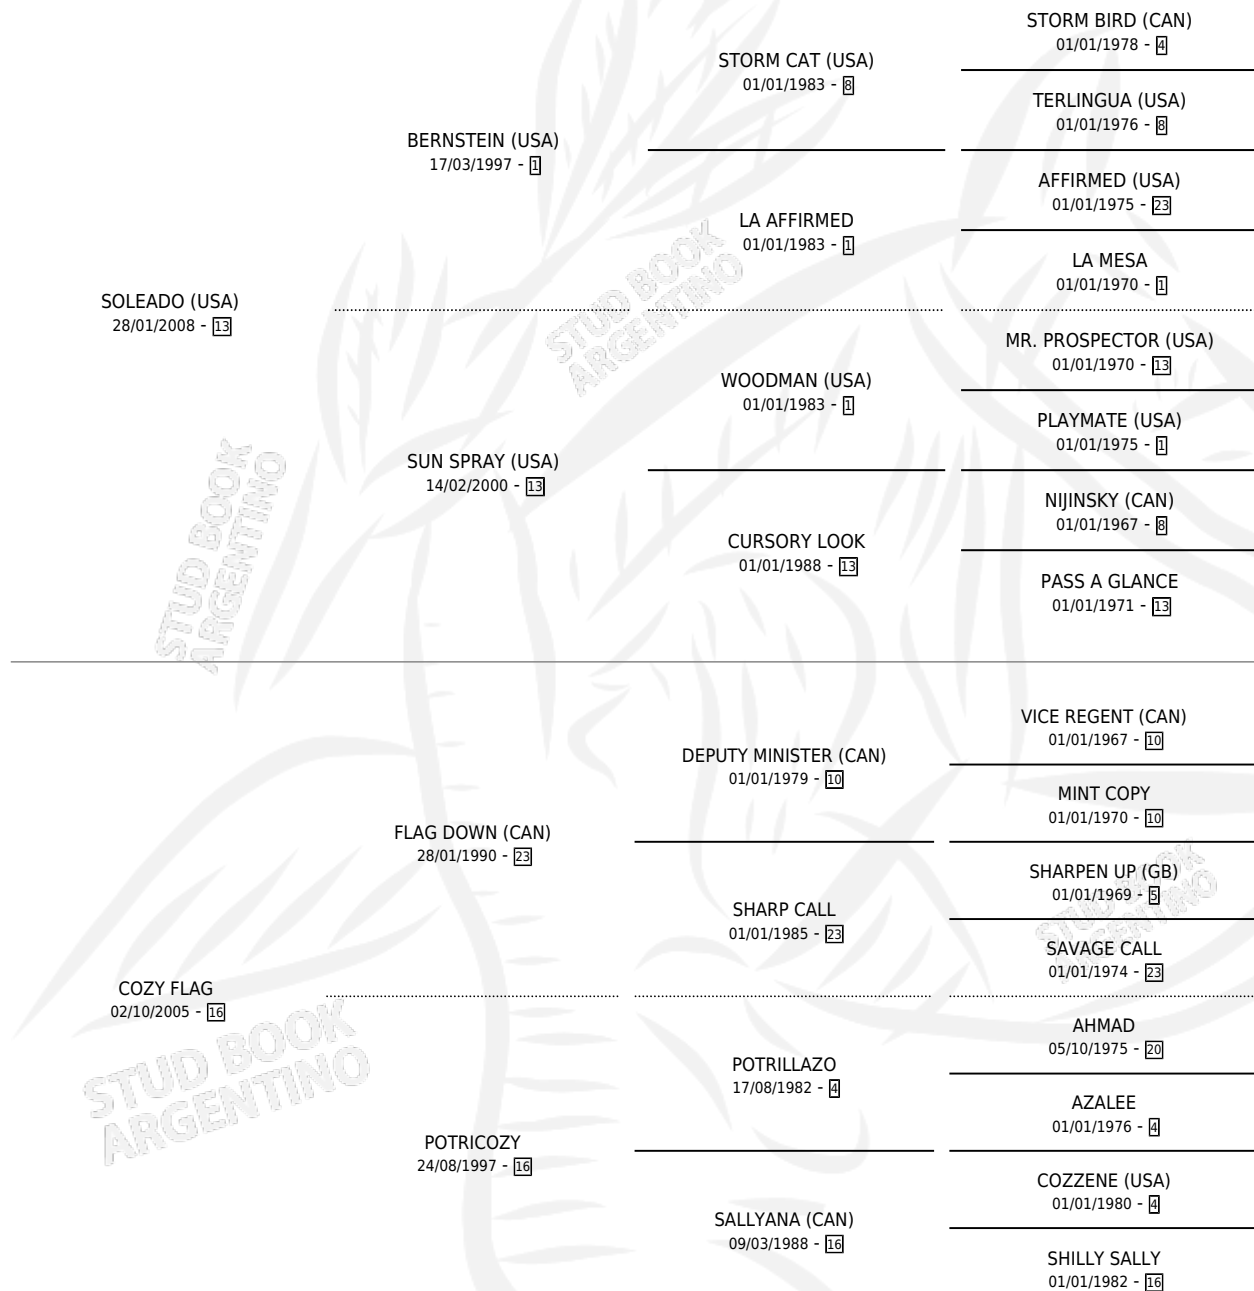 SOLEADO (USA)
28/01/2008 - 13
BERNSTEIN (USA)
17/03/1997 - 1
STORM CAT (USA)
01/01/1983 - 8
STORM BIRD (CAN)
01/01/1978 - 4
TERLINGUA (USA)
01/01/1976 - 8
LA AFFIRMED
01/01/1983 - 1
AFFIRMED (USA)
01/01/1975 - 23
LA MESA
01/01/1970 - 1
SUN SPRAY (USA)
14/02/2000 - 13
WOODMAN (USA)
01/01/1983 - 1
MR. PROSPECTOR (USA)
01/01/1970 - 13
PLAYMATE (USA)
01/01/1975 - 1
CURSORY LOOK
01/01/1988 - 13
NIJINSKY (CAN)
01/01/1967 - 8
PASS A GLANCE
01/01/1971 - 13
COZY FLAG
02/10/2005 - 16
FLAG DOWN (CAN)
28/01/1990 - 23
DEPUTY MINISTER (CAN)
01/01/1979 - 10
VICE REGENT (CAN)
01/01/1967 - 10
MINT COPY
01/01/1970 - 10
SHARP CALL
01/01/1985 - 23
SHARPEN UP (GB)
01/01/1969 - 5
SAVAGE CALL
01/01/1974 - 23
POTRICOZY
24/08/1997 - 16
POTRILLAZO
17/08/1982 - 4
AHMAD
05/10/1975 - 20
AZALEE
01/01/1976 - 4
SALLYANA (CAN)
09/03/1988 - 16
COZZENE (USA)
01/01/1980 - 4
SHILLY SALLY
01/01/1982 - 16
STUD BOOK
ARGENTINO
STUD BOOK
ARGENTINO
STUD BOOK
ARGENTINO
STUD BOOK
ARGENTINO